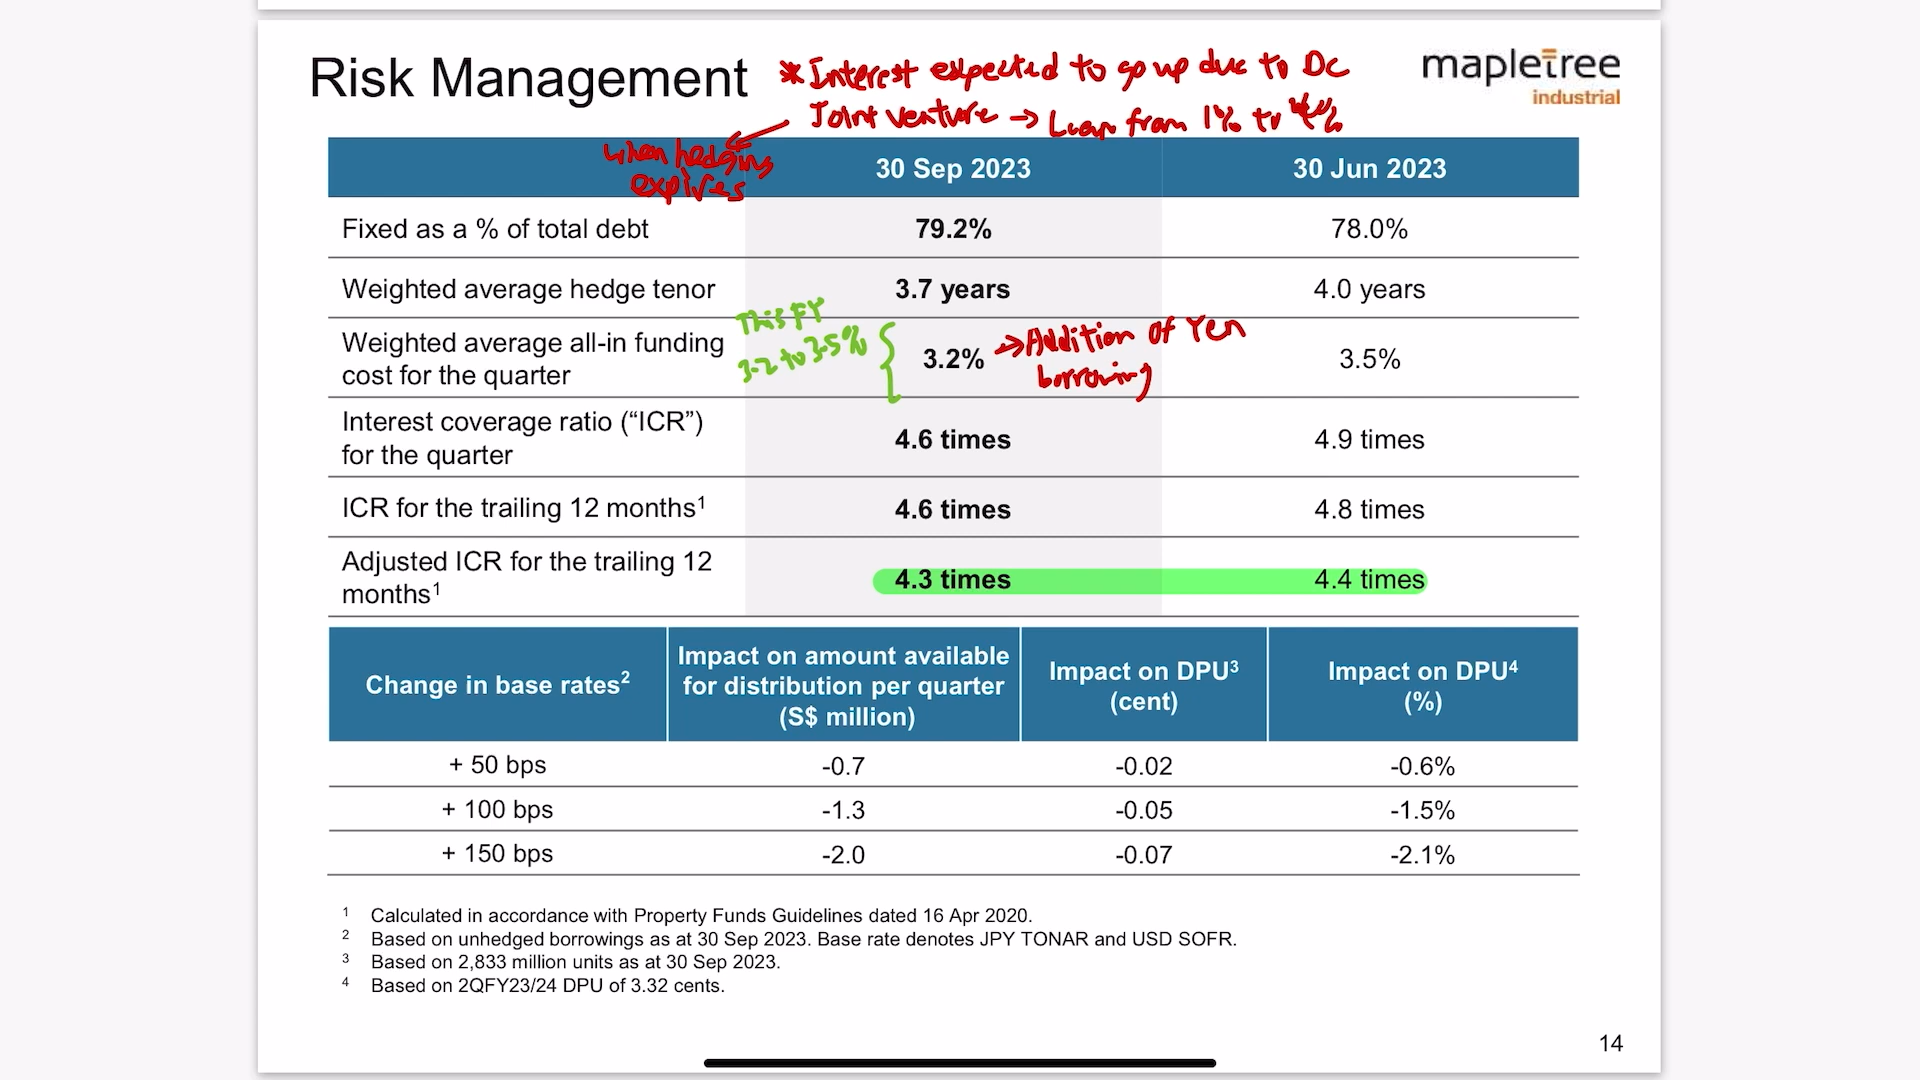 Risk Management
* Interest expected to go up due to DC
Joint Venture → Loan from 1% to 4%
when hedging
expires
mapletree
industrial
30 Sep 2023 30 Jun 2023
Fixed as a % of total debt 79.2% 78.0%
Weighted average hedge tenor 3.7 years 4.0 years
This FY
3.2 to 3.5%
Weighted average all-in funding
cost for the quarter 3.2% 3.5%
→ Addition of Yen
borrowing
Interest coverage ratio (“ICR”)
for the quarter 4.6 times 4.9 times
ICR for the trailing 12 months¹ 4.6 times 4.8 times
Adjusted ICR for the trailing 12
months¹ 4.3 times 4.4 times
Change in base rates²
Impact on amount available
for distribution per quarter
(S$ million)
Impact on DPU³
(cent)
Impact on DPU⁴
(%)
+ 50 bps -0.7 -0.02 -0.6%
+ 100 bps -1.3 -0.05 -1.5%
+ 150 bps -2.0 -0.07 -2.1%
1 Calculated in accordance with Property Funds Guidelines dated 16 Apr 2020.
2 Based on unhedged borrowings as at 30 Sep 2023. Base rate denotes JPY TONAR and USD SOFR.
3 Based on 2,833 million units as at 30 Sep 2023.
4 Based on 2QFY23/24 DPU of 3.32 cents.
14